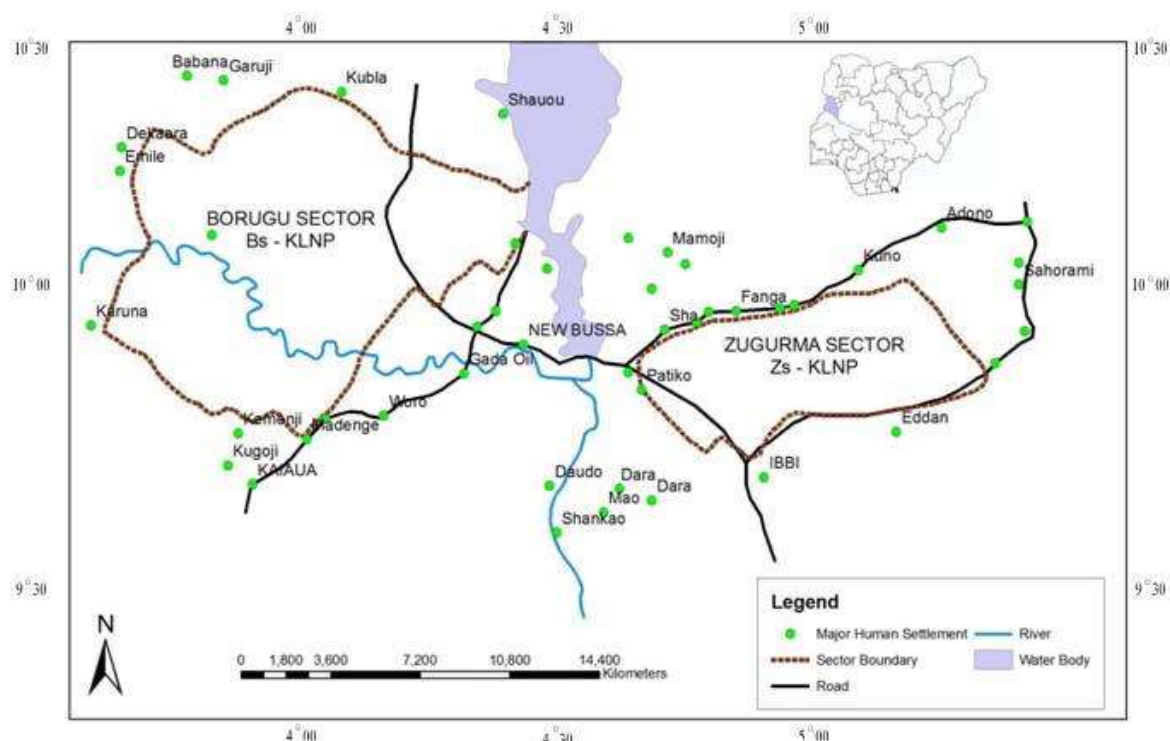 4°00
4°30
5°00
10°30
10°30
Babana
Garuji
Kubla
Shauou
Dekaara
Emile
BORUGU SECTOR
Bs - KLNP
Adono
Mamoji
Kuno
10°00
10°00
Sahorami
Karuna
Sha
Fanga
NEW BUSSA
ZUGURMA SECTOR
Zs - KLNP
Gada Oil
Patiko
Woro
Kemanji
Madenge
Eddan
Kugoji
KAIAUA
IBBI
Daudo
Dara
Dara
Mao
Shankao
9°30
9°30
N
0 1,800 3,600 7,200 10,800 14,400
Kilometers
Legend
Major Human Settlement
River
Sector Boundary
Water Body
Road
4°00
4°30
5°00